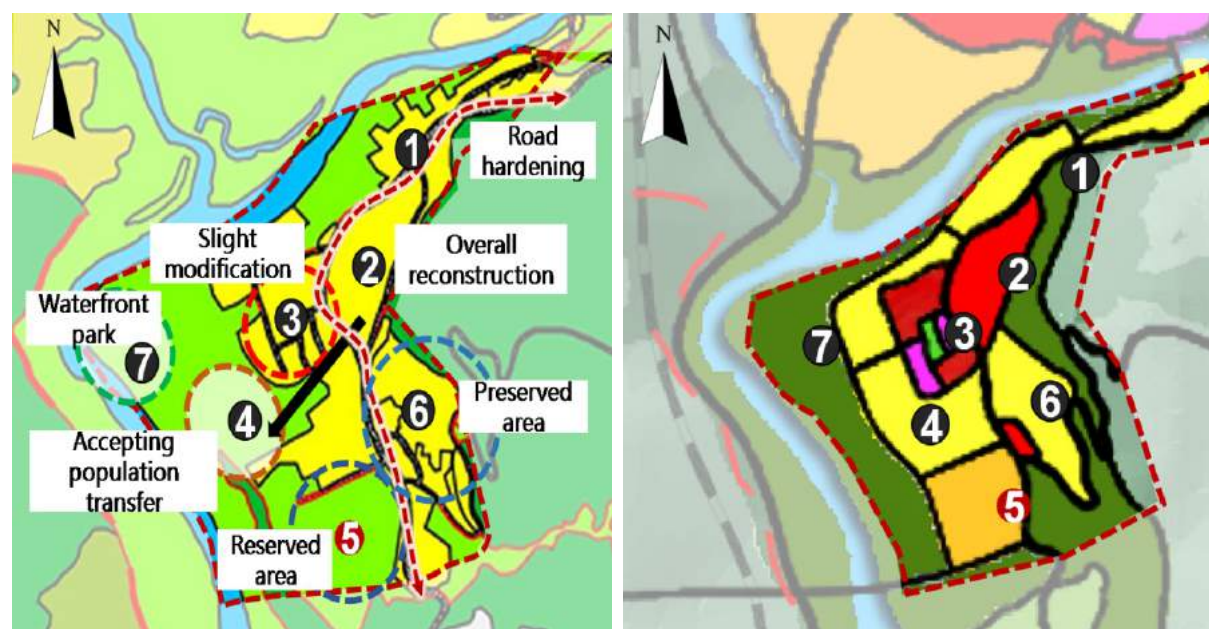 N
1
Road
hardening
Slight
modification
2
Overall
reconstruction
3
Waterfront
park
7
4
6
Preserved
area
Accepting
population
transfer
Reserved
area
5
N
1
2
3
7
4
6
5